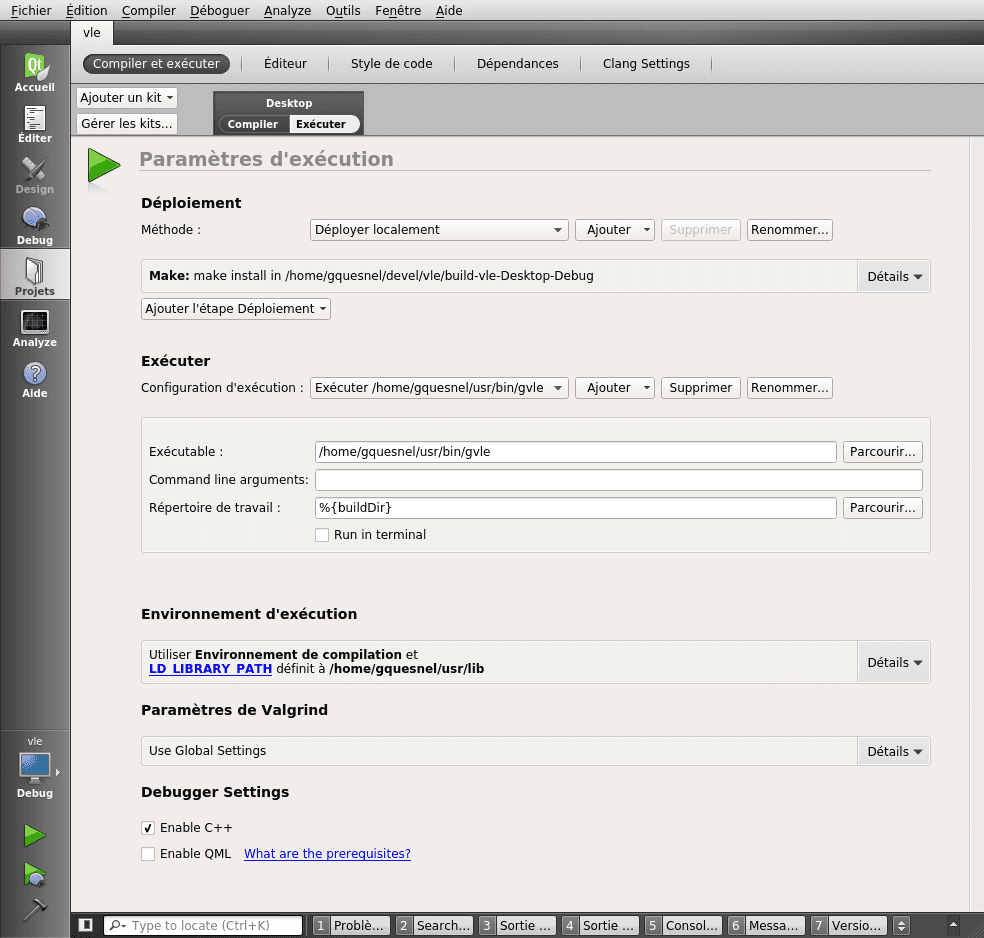 Fichier Édition Compiler Déboguer Analyze Outils Fenêtre Aide
vle
Compiler et exécuter Éditeur Style de code Dépendances Clang Settings
Ajouter un kit
Gérer les kits...
Desktop
Compiler Exécuter
Accueil
Éditer
Design
Debug
Projets
Analyze
Aide
Paramètres d'exécution
Déploiement
Méthode : Déployer localement Ajouter Supprimer Renommer...
Make: make install in /home/gquesnel/devel/vle/build-vle-Desktop-Debug Détails
Ajouter l'étape Déploiement
Exécuter
Configuration d'exécution : Exécuter /home/gquesnel/usr/bin/gvle Ajouter Supprimer Renommer...
Exécutable : /home/gquesnel/usr/bin/gvle Parcourir...
Command line arguments:
Répertoire de travail : %{buildDir} Parcourir...
Run in terminal
Environnement d'exécution
Utiliser Environnement de compilation et
LD_LIBRARY_PATH définit à /home/gquesnel/usr/lib
Détails
Paramètres de Valgrind
Use Global Settings Détails
Debugger Settings
Enable C++
Enable QML What are the prerequisites?
vle
Debug
Type to locate (Ctrl+K) 1 Problè... 2 Search... 3 Sortie ... 4 Sortie ... 5 Consol... 6 Messa... 7 Versio...